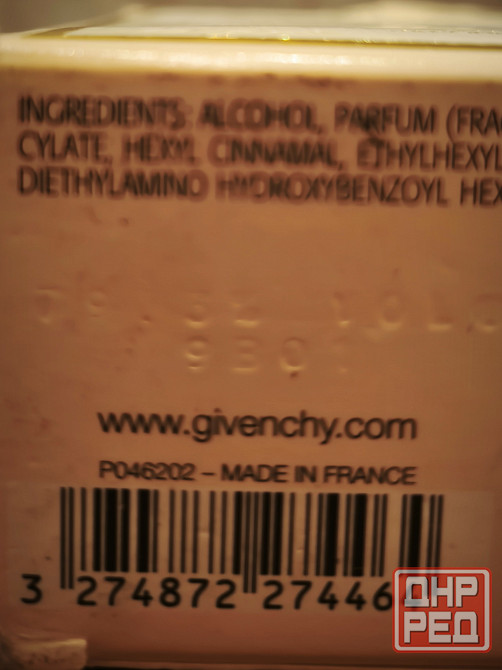 INGREDIENTS: ALCOHOL, PARFUM (FRA
CYLATE, HEXYL CINNAMAL, ETHYLHEXYL
DIETHYLAMINO HYDROXYBENZOYL HEX
9E01
www.givenchy.com
P046202 – MADE IN FRANCE
3 274872 27446
ДНР
РЕД